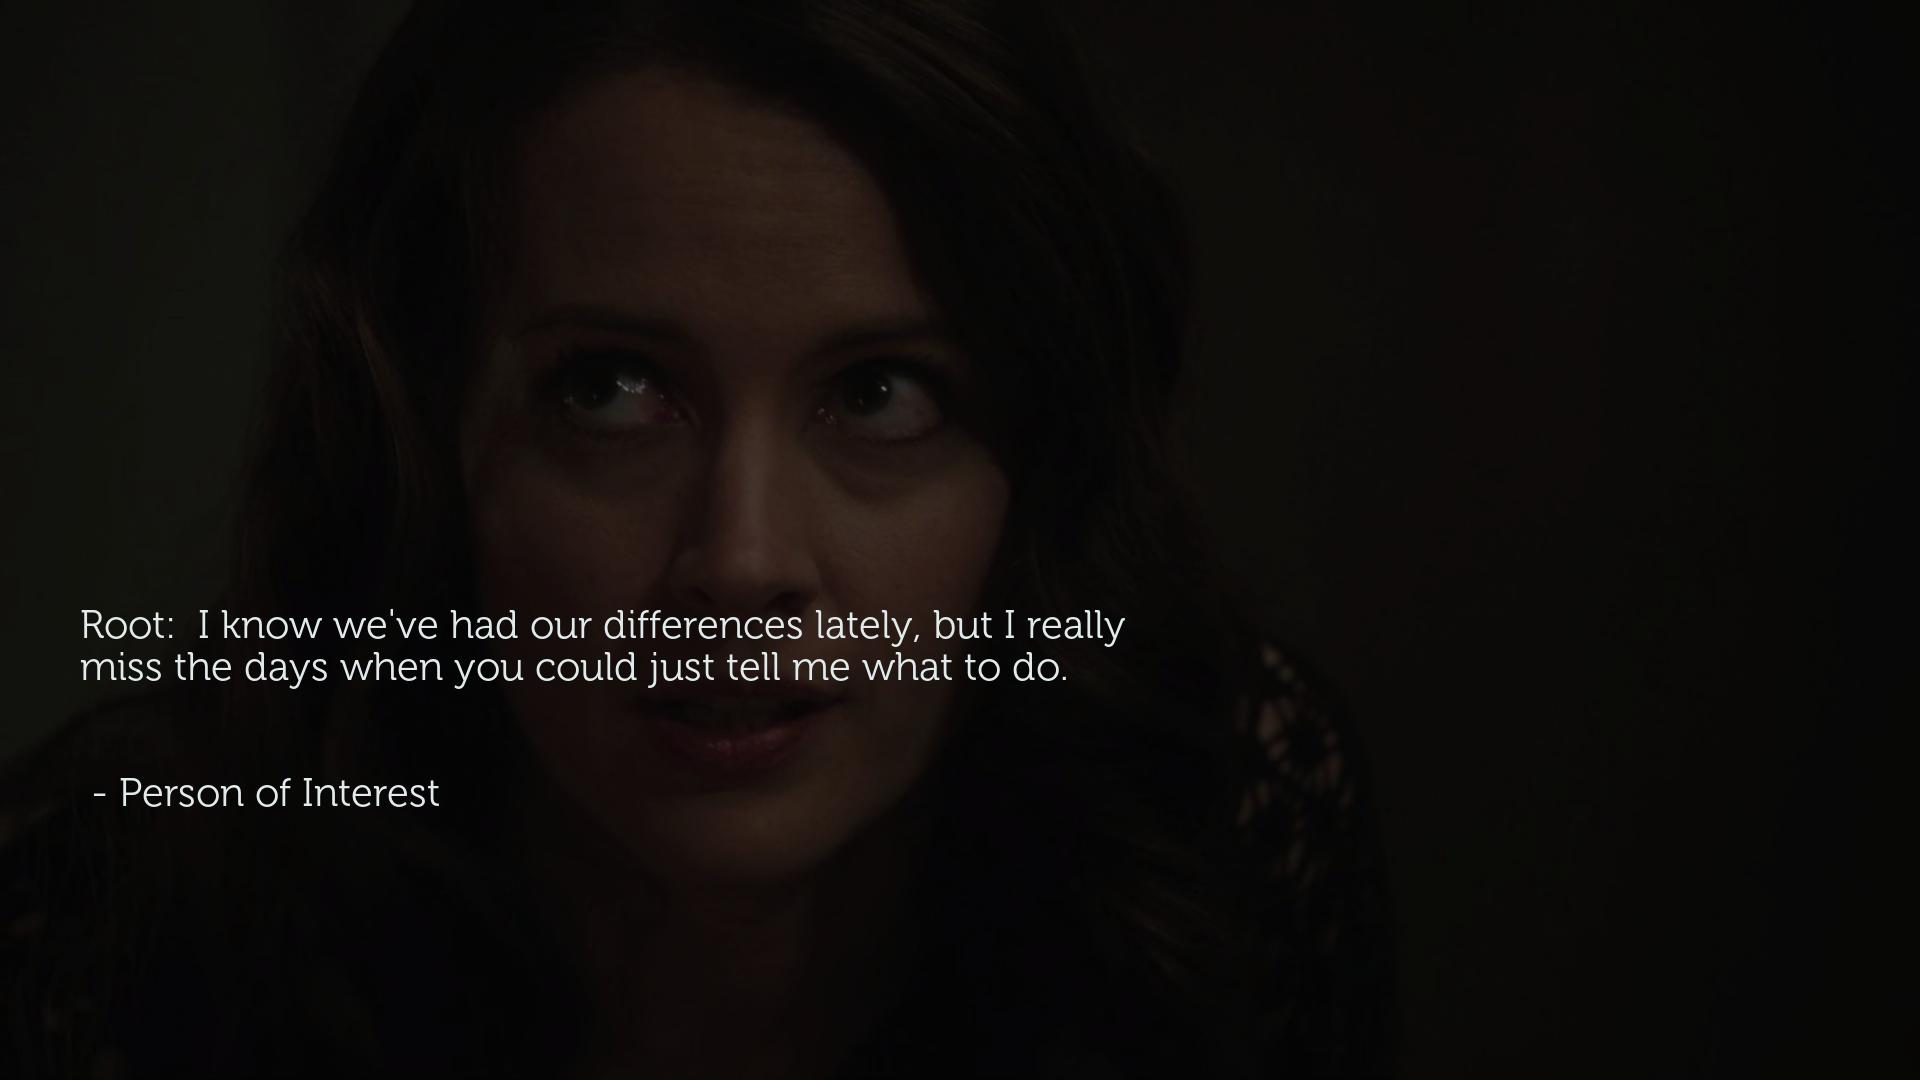 Root:  I know we've had our differences lately, but I really
miss the days when you could just tell me what to do.
- Person of Interest